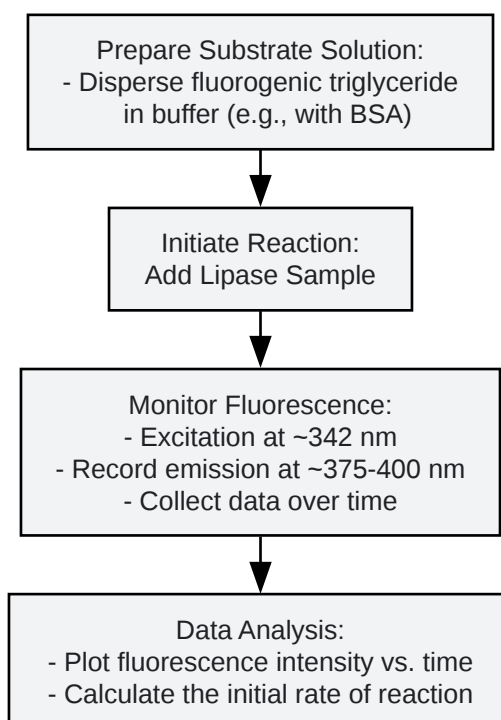 Prepare Substrate Solution:
- Disperse fluorogenic triglyceride
in buffer (e.g., with BSA)
Initiate Reaction:
Add Lipase Sample
Monitor Fluorescence:
- Excitation at ~342 nm
- Record emission at ~375-400 nm
- Collect data over time
Data Analysis:
- Plot fluorescence intensity vs. time
- Calculate the initial rate of reaction